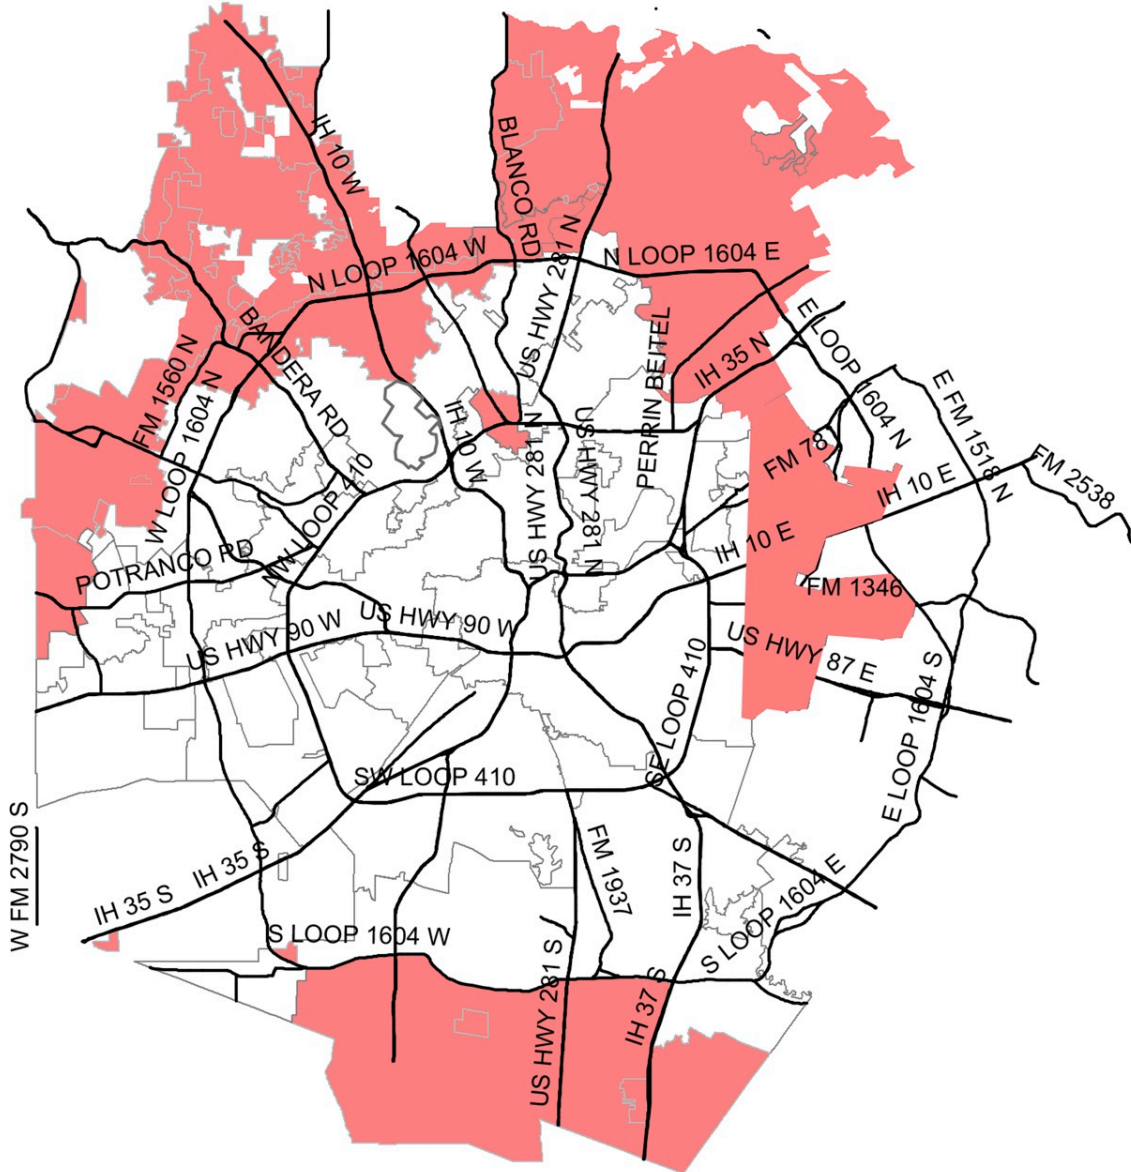 IH 10 W
BLANCO RD
N LOOP 1604 W
US HWY 281 N
N LOOP 1604 E
BANDERA RD
FM 1560 N
W LOOP 1604 N
PERRIN BEITEL
IH 35 N
E LOOP 1604 N
E FM 1518 N
IH 10 W
US HWY 281 N
US HWY 281 N
FM 78
IH 10 E
FM 2538
NW LOOP 410
POTRANCO RD
IH 10 E
FM 1346
US HWY 90 W
US HWY 90 W
US HWY 87 E
SE LOOP 410
E LOOP 1604 S
SW LOOP 410
W FM 2790 S
IH 35 S
IH 35 S
FM 1937
IH 37 S
S LOOP 1604 E
S LOOP 1604 W
US HWY 281 S
IH 37 S